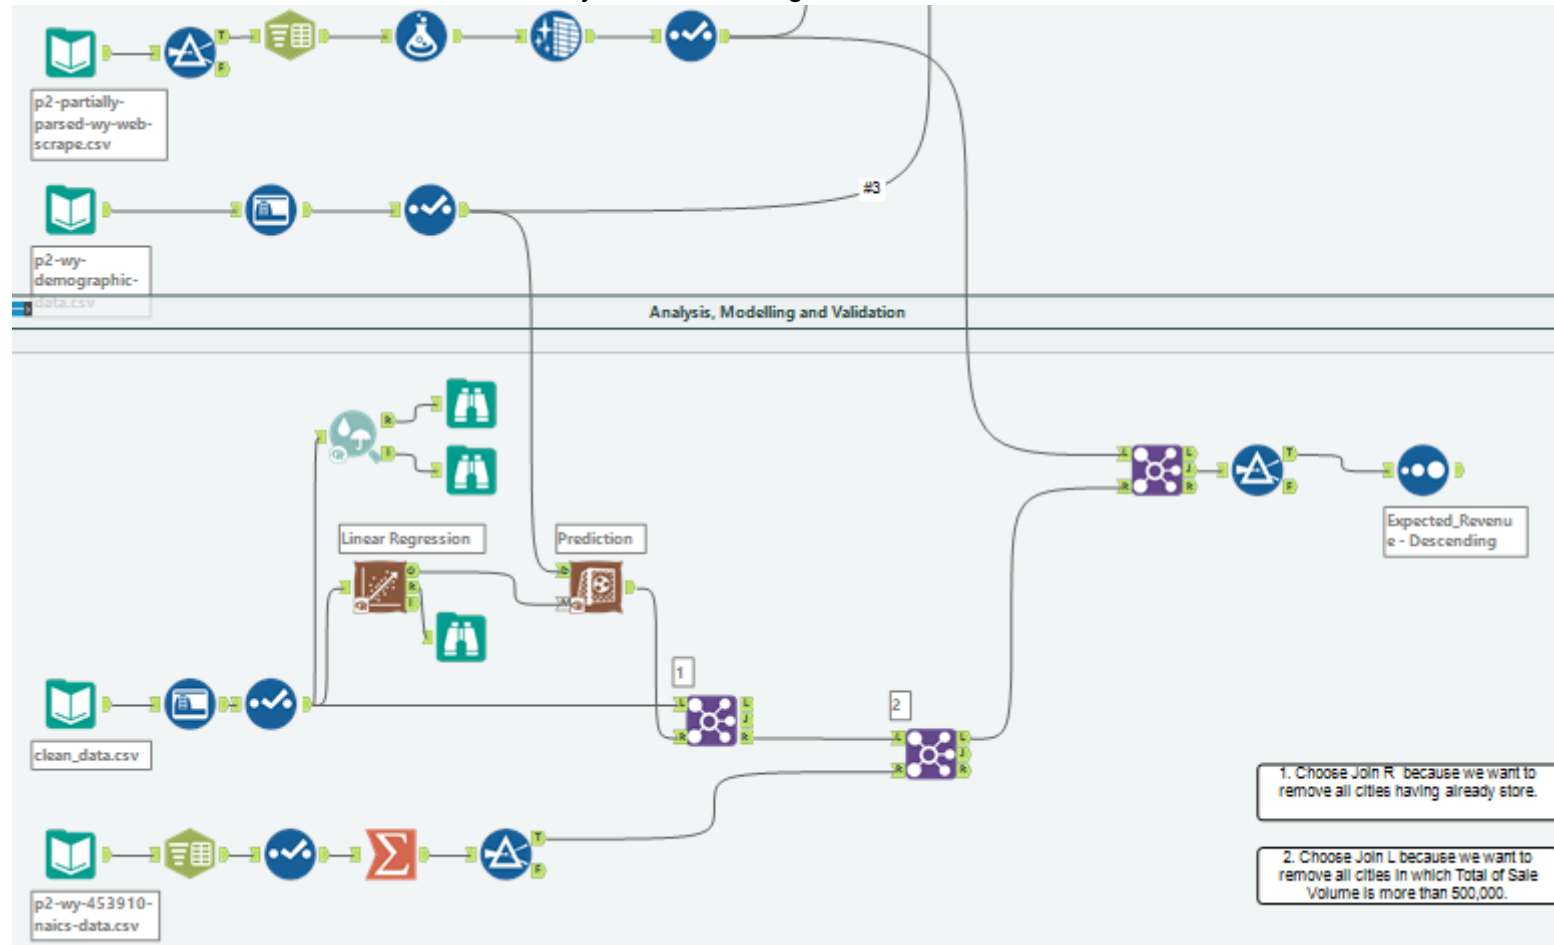 T
F
p2-partially-
parsed-wy-web-
scrape.csv
#3
p2-wy-
demographic-
data.csv
Analysis, Modelling and Validation
R
I
L
R
L
J
R
T
F
Expected_Revenu
e - Descending
Linear Regression
Prediction
O
R
I
D
M
1
L
R
L
J
R
2
L
R
L
J
R
clean_data.csv
1. Choose Join R because we want to
remove all cities having already store.
T
F
2. Choose Join L because we want to
remove all cities in which Total of Sale
Volume is more than 500,000.
p2-wy-453910-
naics-data.csv